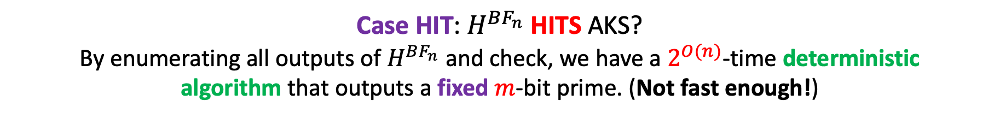 Case HIT: H^{BF_n} HITS AKS?
By enumerating all outputs of H^{BF_n} and check, we have a 2^{O(n)}-time deterministic
algorithm that outputs a fixed m-bit prime. (Not fast enough!)